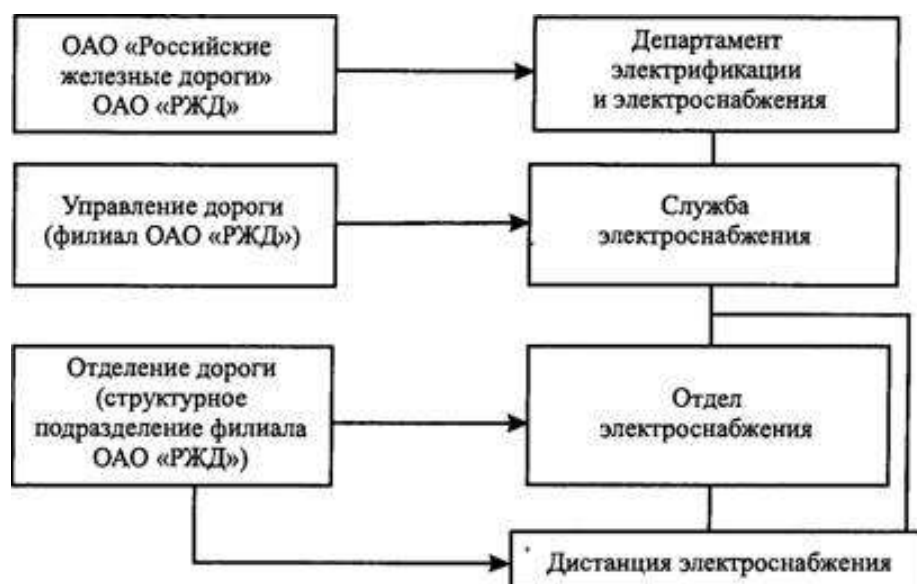 ОАО «Российские
железные дороги»
ОАО «РЖД»
Департамент
электрификации
и электроснабжения
Управление дороги
(филиал ОАО «РЖД»)
Служба
электроснабжения
Отделение дороги
(структурное
подразделение филиала
ОАО «РЖД»)
Отдел
электроснабжения
Дистанция электроснабжения